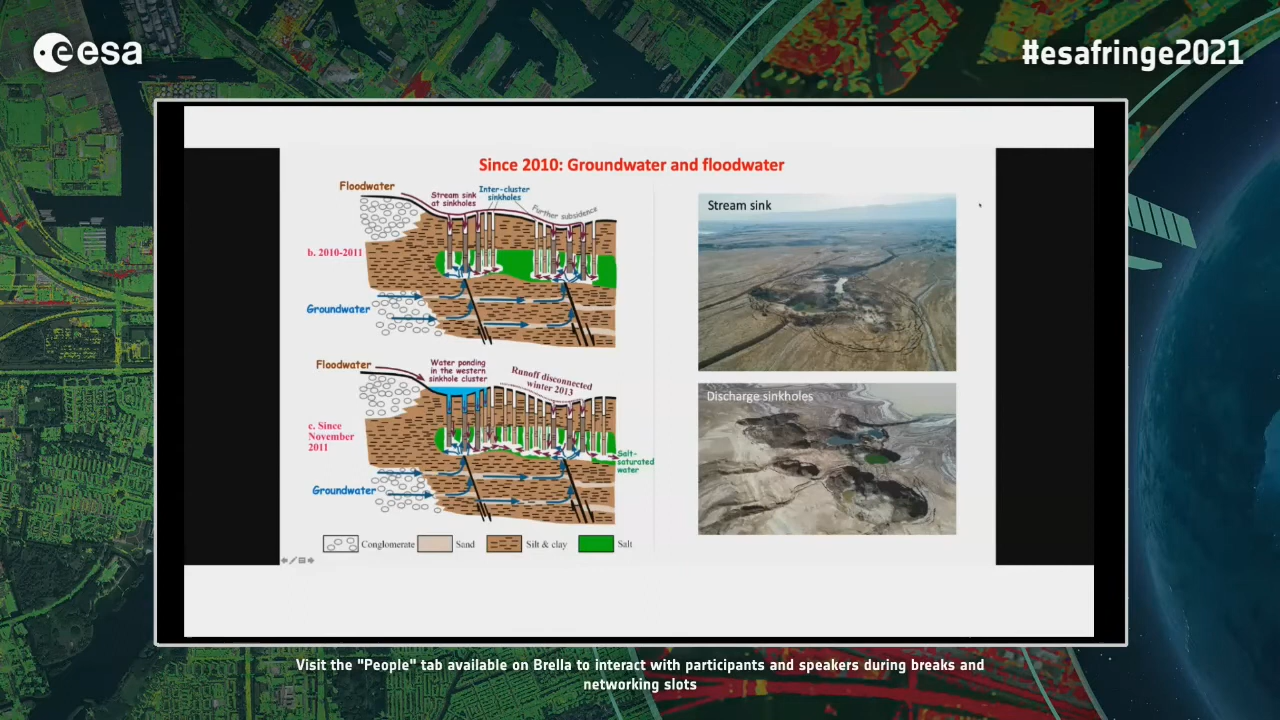 esa
#esafringe2021
Since 2010: Groundwater and floodwater
Floodwater
Stream sink
at sinkholes
Inter-cluster
sinkholes
Further subsidence
b. 2010-2011
Groundwater
Floodwater
Water ponding
in the western
sinkhole cluster
Runoff disconnected
winter 2013
c. Since
November
2011
Salt-
saturated
water
Groundwater
Conglomerate
Sand
Silt & clay
Salt
Stream sink
Discharge sinkholes
Visit the "People" tab available on Brella to interact with participants and speakers during breaks and
networking slots